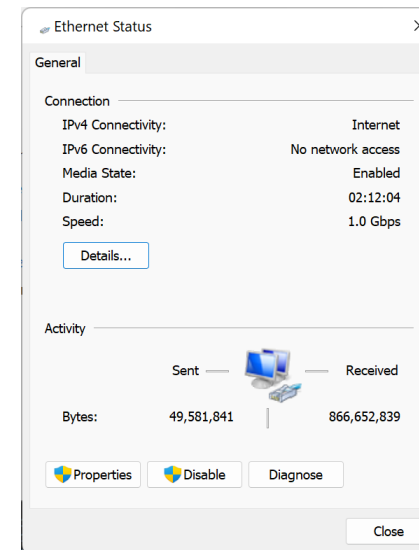 Ethernet Status
General
Connection
IPv4 Connectivity: Internet
IPv6 Connectivity: No network access
Media State: Enabled
Duration: 02:12:04
Speed: 1.0 Gbps
Details...
Activity
Sent Received
Bytes: 49,581,841 866,652,839
Properties Disable Diagnose
Close